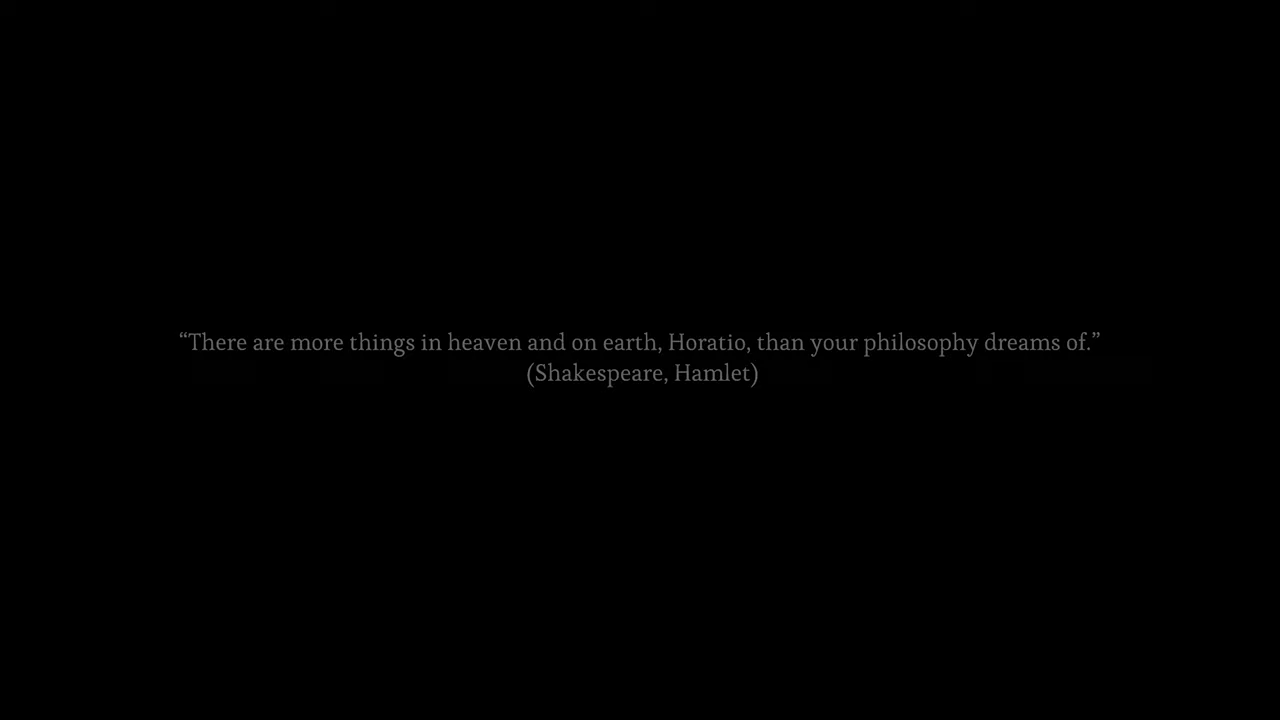 “There are more things in heaven and on earth, Horatio, than your philosophy dreams of.”
(Shakespeare, Hamlet)